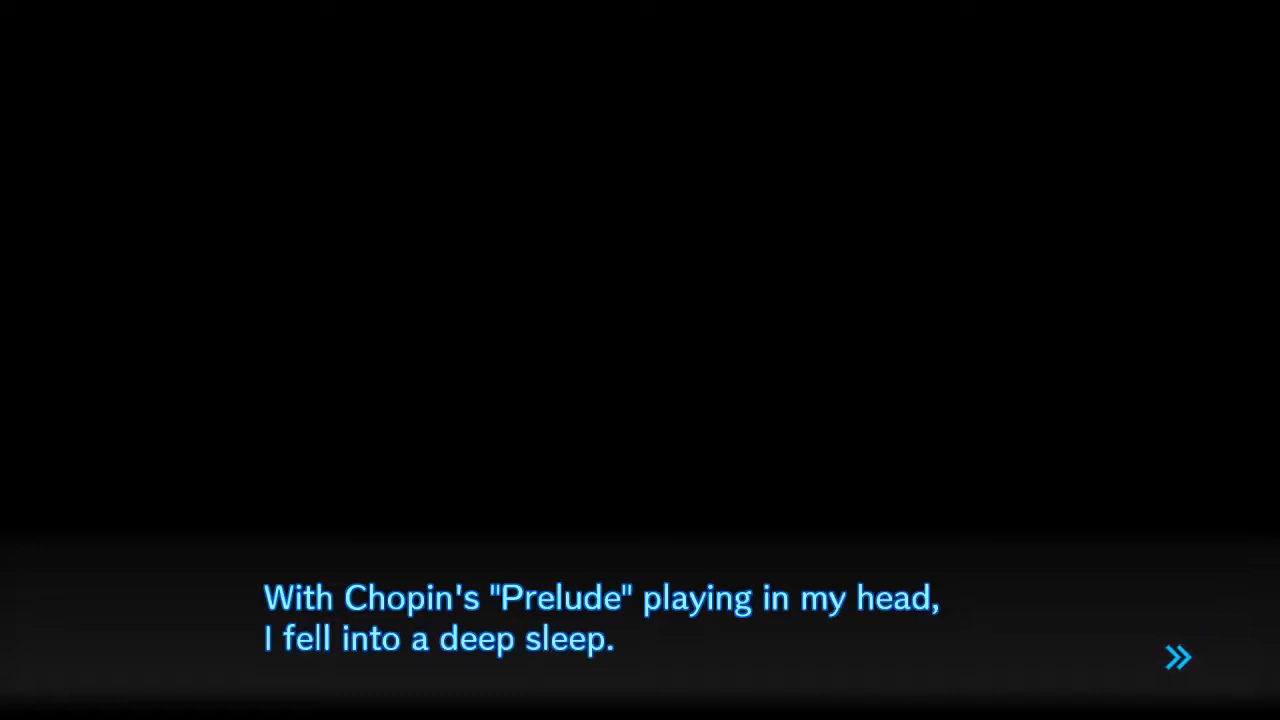 With Chopin's "Prelude" playing in my head,
I fell into a deep sleep.